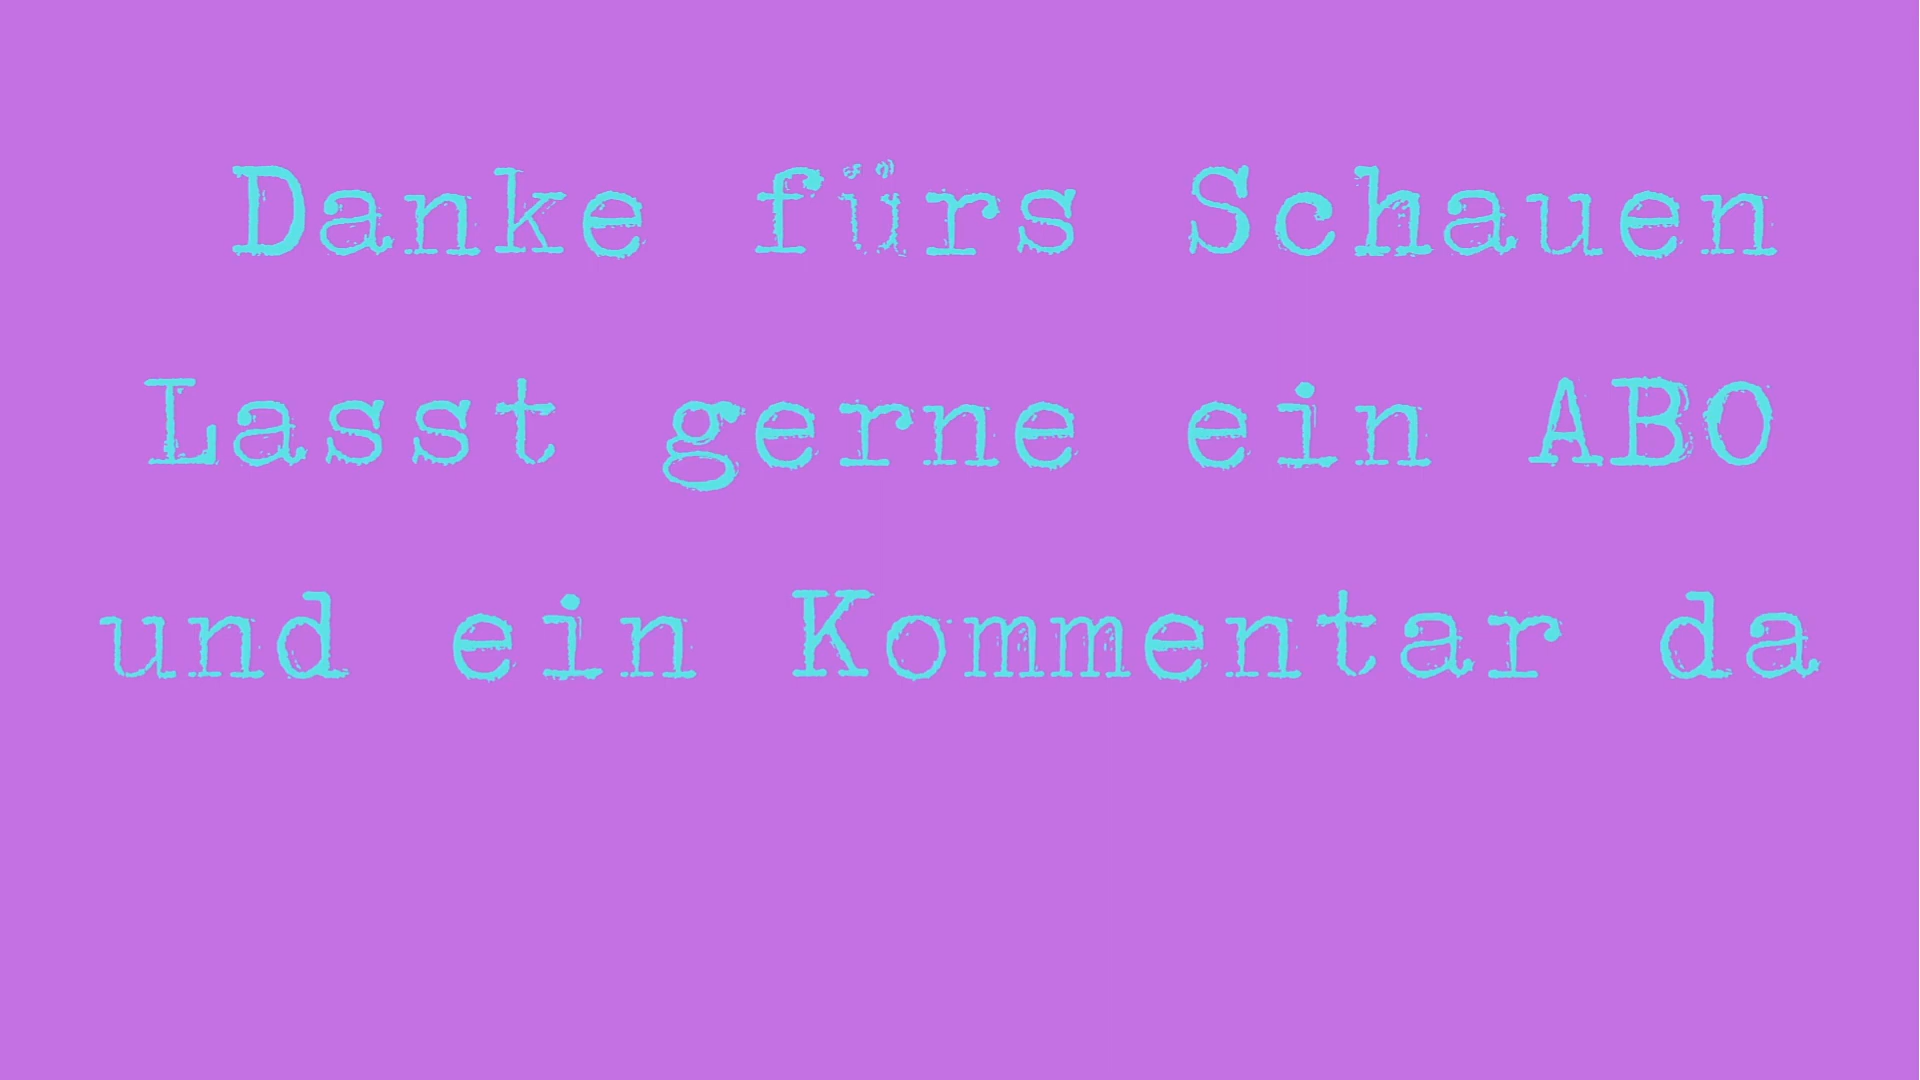 Danke fürs Schauen
Lasst gerne ein ABO
und ein Kommentar da